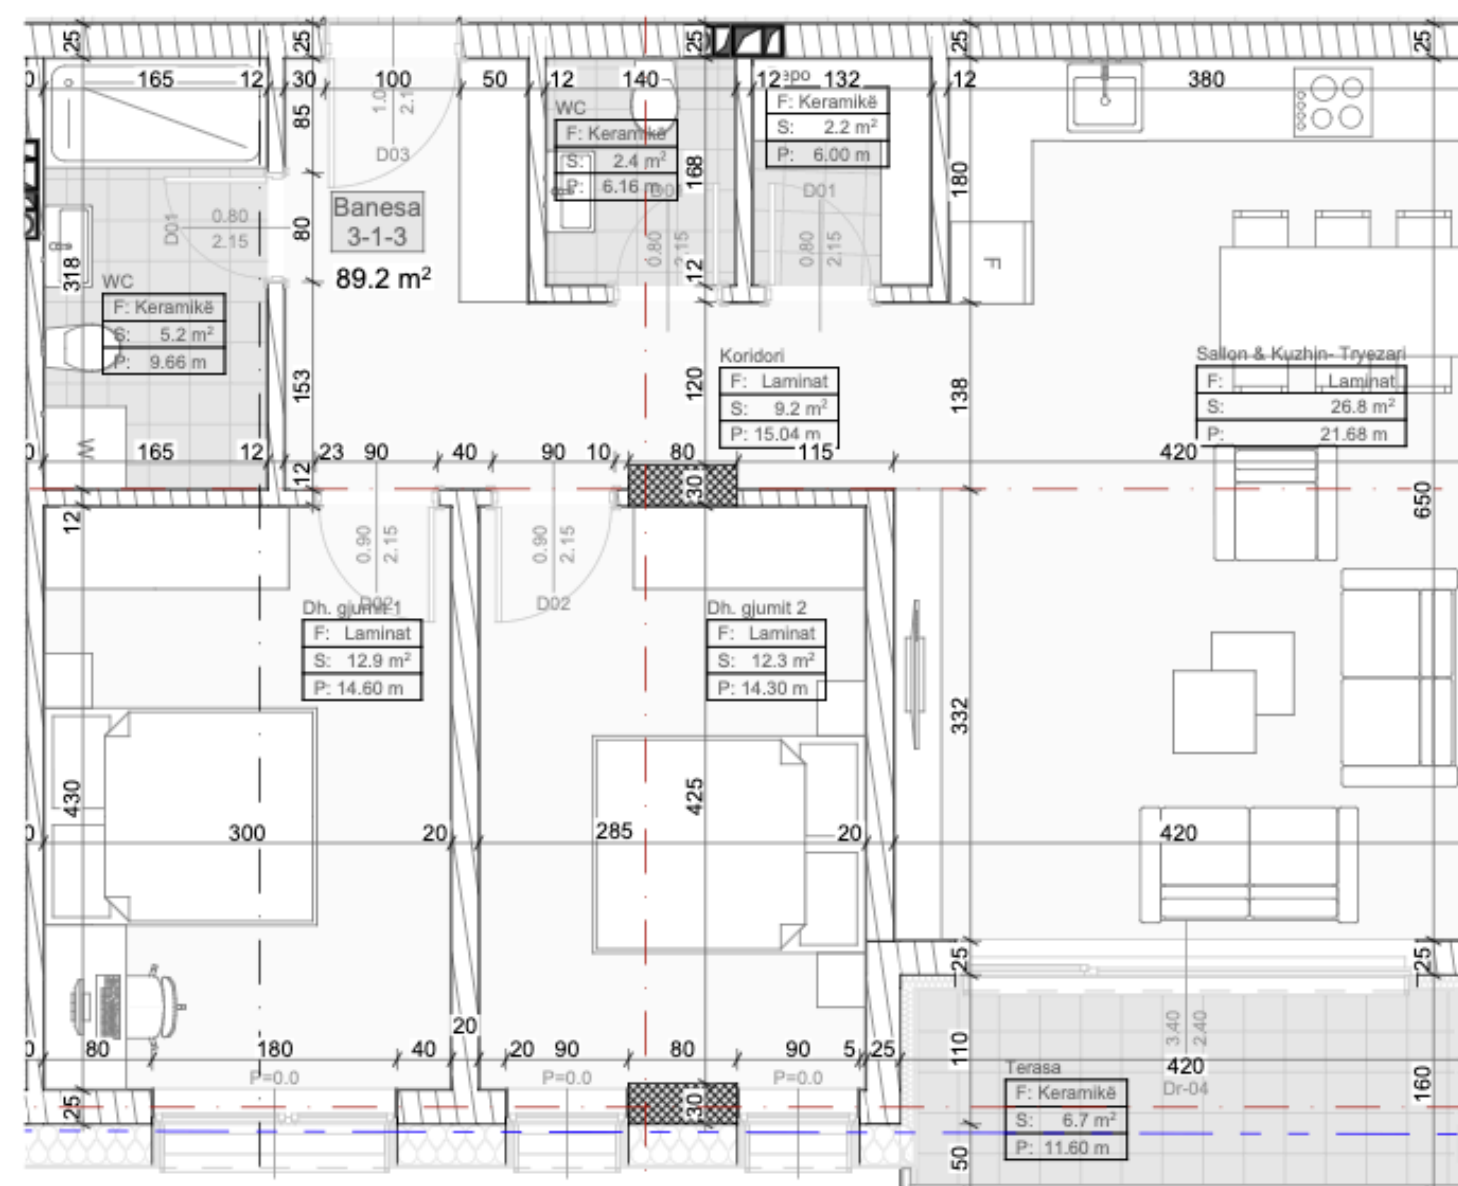 25
25
25
25
25
165
12
30
100
50
12
140
12
132
12
380
85
1.0
2.1
D03
WC
F: Keramikë
S: 2.4 m²
P: 6.16 m
F: Keramikë
S: 2.2 m²
P: 6.00 m
168
180
D01
0.80
2.15
80
Banesa
3-1-3
89.2 m²
0.80
2.15
D01
0.80
2.15
12
F
318
WC
F: Keramikë
S: 5.2 m²
P: 9.66 m
153
120
138
Koridori
F: Laminat
S: 9.2 m²
P: 15.04 m
Sallon & Kuzhin- Tryezari
F: Laminat
S: 26.8 m²
P: 21.68 m
W
165
12
23
90
40
90
10
80
115
420
12
30
650
12
0.90
2.15
0.90
2.15
D02
D02
Dh. gjumit 1
F: Laminat
S: 12.9 m²
P: 14.60 m
Dh. gjumit 2
F: Laminat
S: 12.3 m²
P: 14.30 m
332
430
425
300
20
285
20
420
25
25
20
80
180
40
20
90
80
90
5
25
110
3.40
2.40
420
Dr-04
160
P=0.0
P=0.0
P=0.0
Terasa
F: Keramikë
S: 6.7 m²
P: 11.60 m
25
30
50